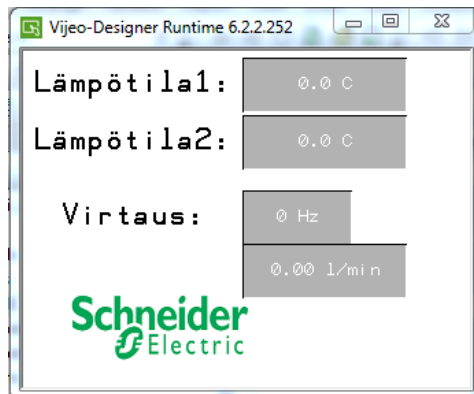 Vijeo-Designer Runtime 6.2.2.252
Lämpötila1: 0.0 C
Lämpötila2: 0.0 C
Virtaus: 0 Hz
0.00 l/min
Schneider
Electric